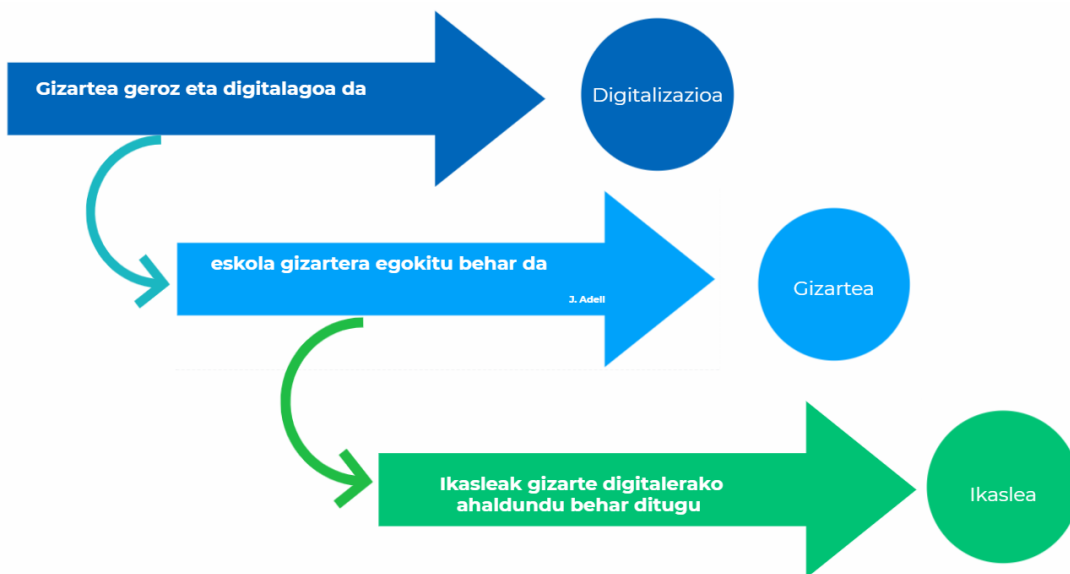 Gizartea geroz eta digitalagoa da
Digitalizazioa
eskola gizartera egokitu behar da
J. Adell
Gizartea
Ikasleak gizarte digitalerako
ahaldundu behar ditugu
Ikaslea